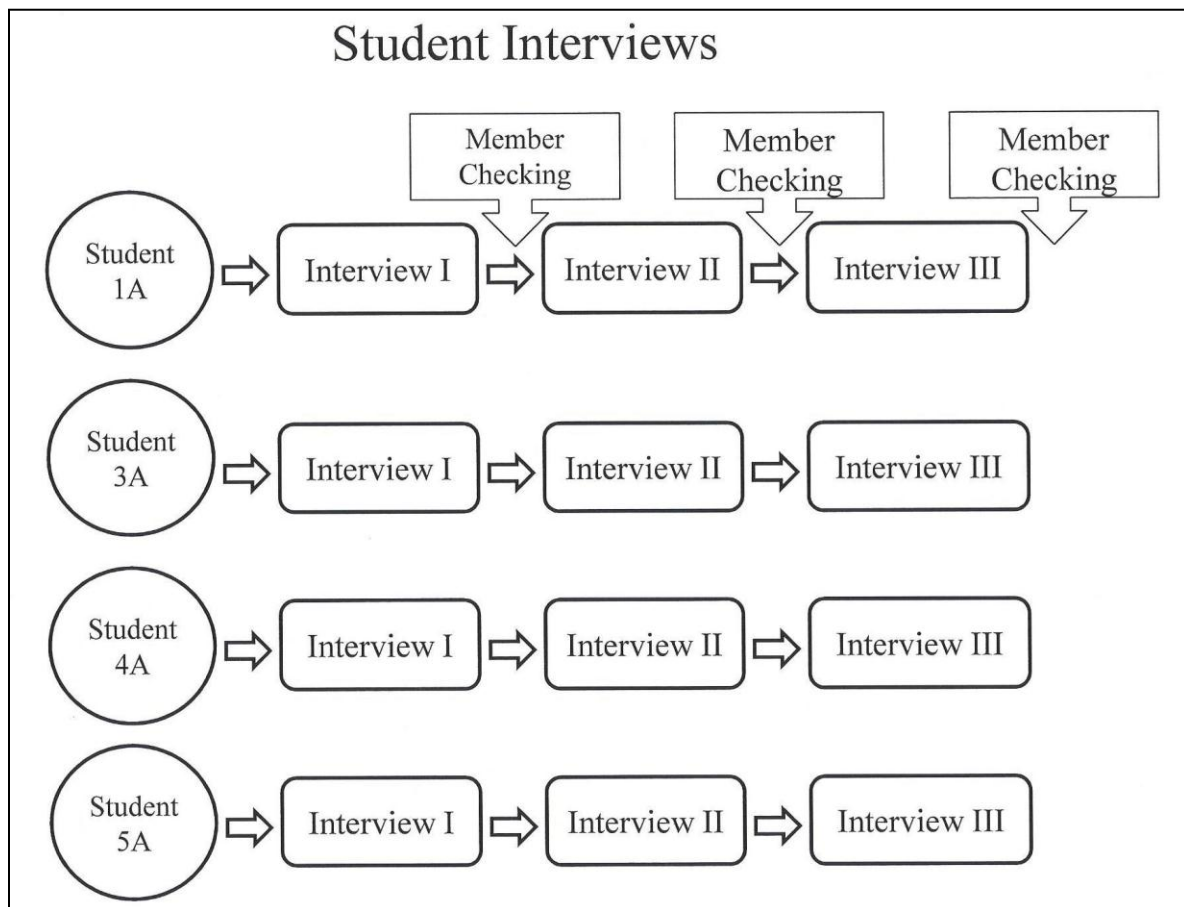 Student Interviews
Member
Checking
Member
Checking
Member
Checking
Student
1A
Interview I
Interview II
Interview III
Student
3A
Interview I
Interview II
Interview III
Student
4A
Interview I
Interview II
Interview III
Student
5A
Interview I
Interview II
Interview III